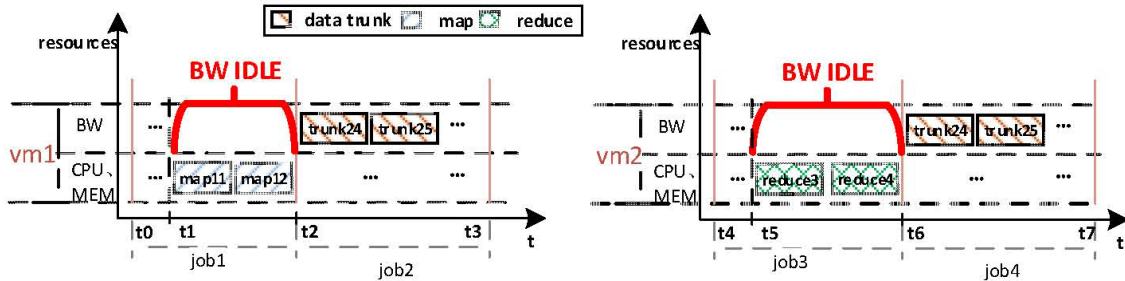 data trunk map reduce
resources
BW IDLE
BW
... trunk24 trunk25 ...
vm1
CPU、
MEM
... map11 map12 ... ...
t0 t1 t2 t3 t
job1 job2
resources
BW IDLE
BW
... trunk24 trunk25 ...
vm2
CPU、
MEM
... reduce3 reduce4 ... ...
t4 t5 t6 t7 t
job3 job4